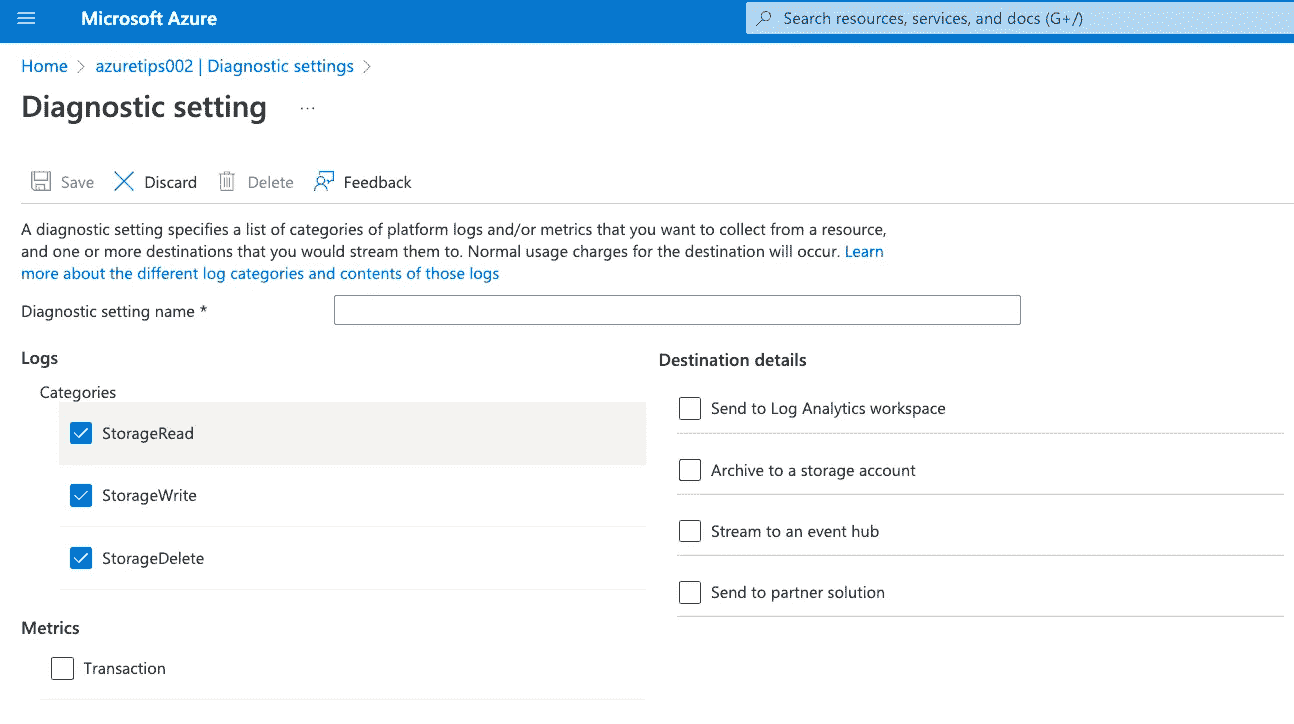 Microsoft Azure
Search resources, services, and docs (G+/)
Home > azuretips002 | Diagnostic settings >
Diagnostic setting ...
Save Discard Delete Feedback
A diagnostic setting specifies a list of categories of platform logs and/or metrics that you want to collect from a resource,
and one or more destinations that you would stream them to. Normal usage charges for the destination will occur. Learn
more about the different log categories and contents of those logs
Diagnostic setting name *
Logs
Categories
StorageRead
StorageWrite
StorageDelete
Metrics
Transaction
Destination details
Send to Log Analytics workspace
Archive to a storage account
Stream to an event hub
Send to partner solution